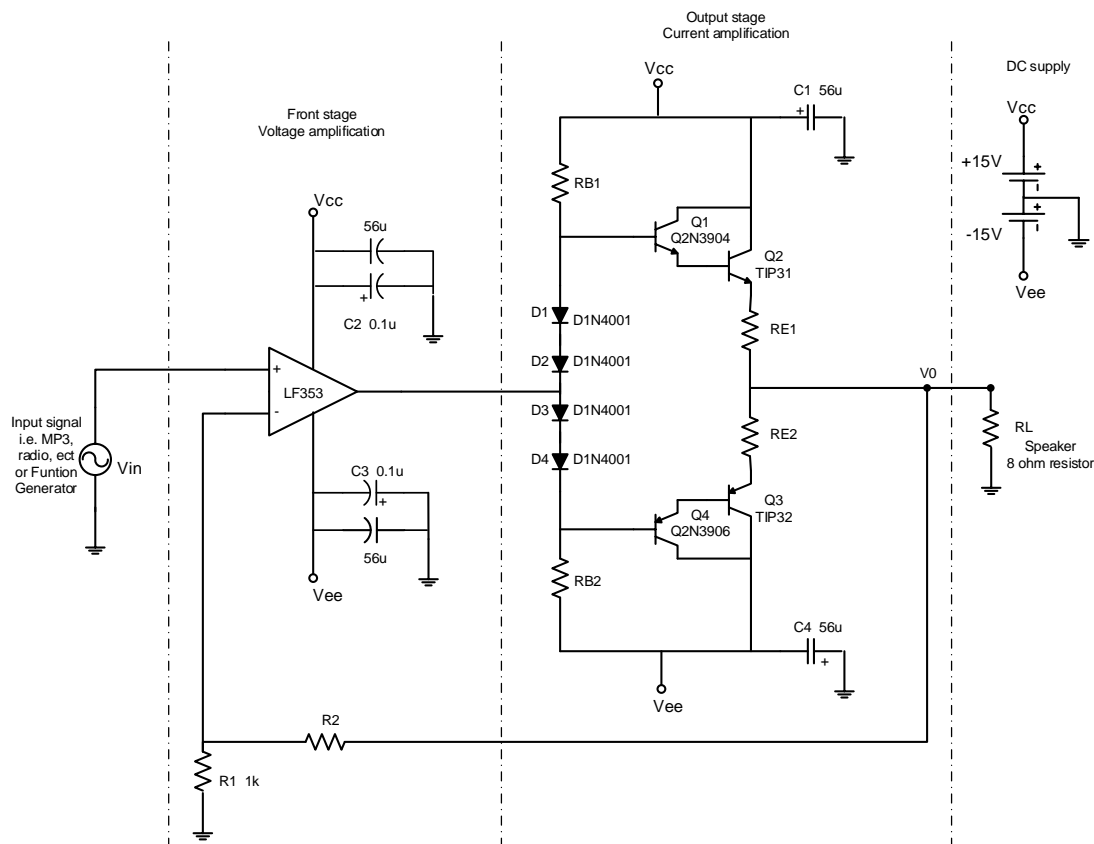 Output stage
Current amplification
Front stage
Voltage amplification
DC supply
Vcc
C1 56u
Vcc
+15V
+
-15V
+
Vee
RB1
Q1
Q2N3904
Q2
TIP31
RE1
D1
D1N4001
D2
D1N4001
D3
D1N4001
D4
D1N4001
RE2
Q3
TIP32
Q4
Q2N3906
RB2
C4 56u
+
Vee
V0
RL
Speaker
8 ohm resistor
Vcc
56u
+
C2 0.1u
+
-
LF353
C3 0.1u
+
56u
Vee
Input signal
i.e. MP3,
radio, ect
or Funtion
Generator
Vin
R2
R1 1k
+